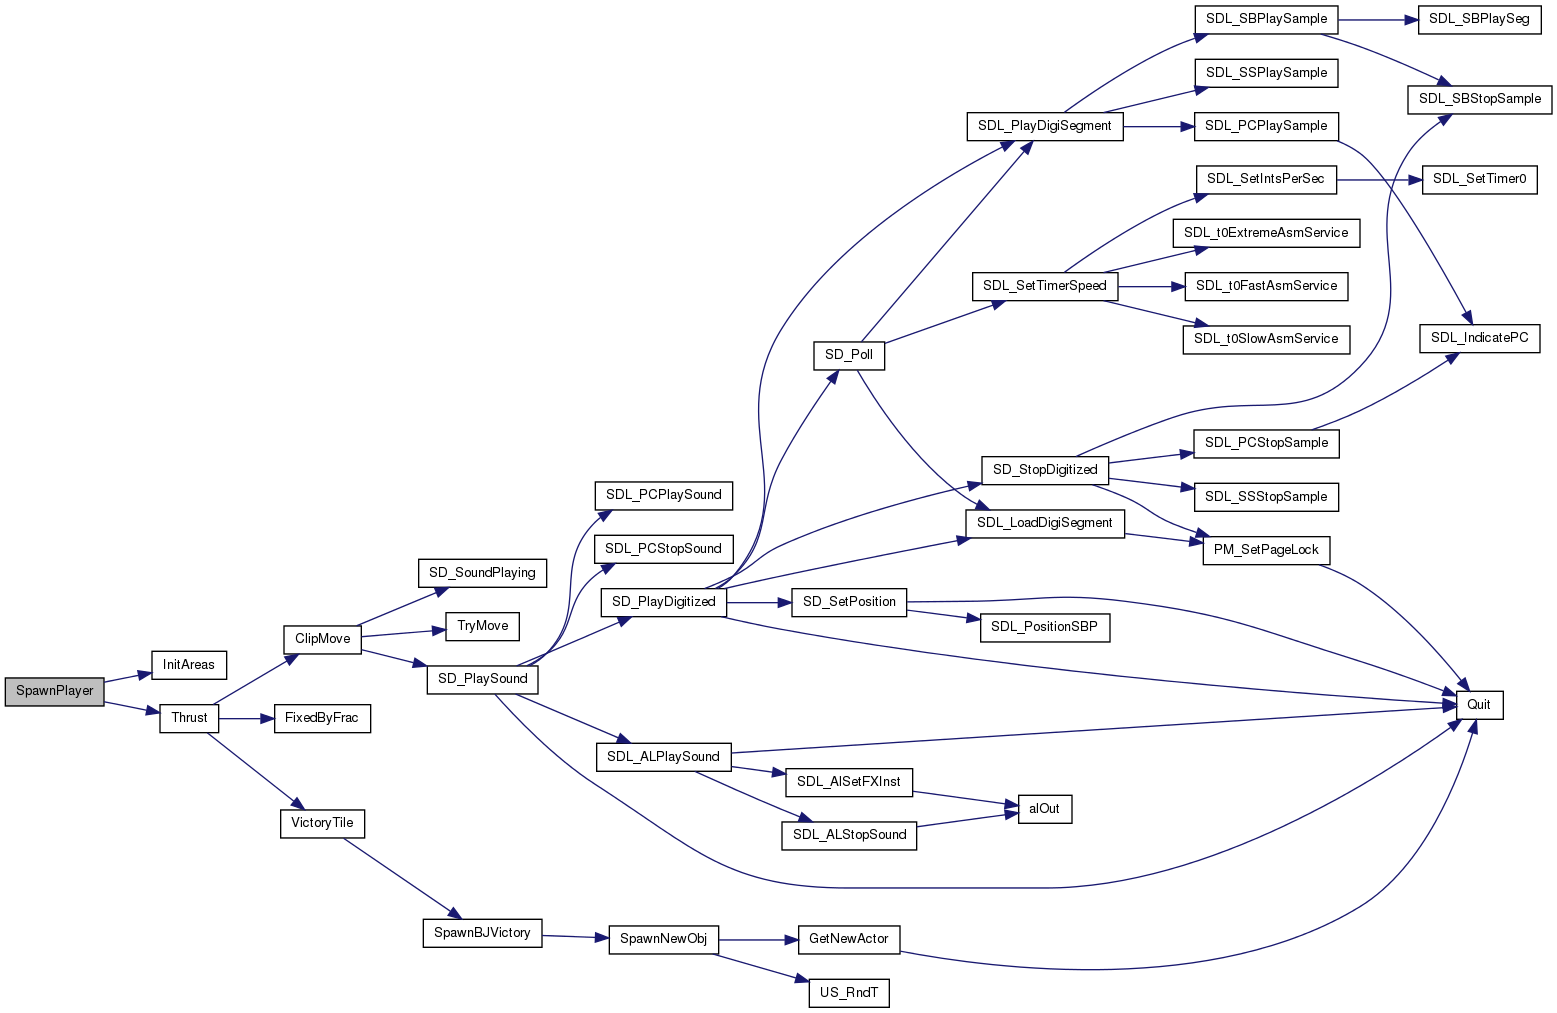 SDL_SBPlaySample
SDL_SBPlaySeg
SDL_SSPlaySample
SDL_SBStopSample
SDL_PlayDigiSegment
SDL_PCPlaySample
SDL_SetIntsPerSec
SDL_SetTimer0
SDL_t0ExtremeAsmService
SDL_SetTimerSpeed
SDL_t0FastAsmService
SDL_t0SlowAsmService
SDL_IndicatePC
SD_Poll
SDL_PCStopSample
SD_StopDigitized
SDL_PCPlaySound
SDL_SSStopSample
SDL_LoadDigiSegment
SDL_PCStopSound
PM_SetPageLock
SD_SoundPlaying
SD_PlayDigitized
SD_SetPosition
TryMove
SDL_PositionSBP
ClipMove
InitAreas
SD_PlaySound
SpawnPlayer
Thrust
FixedByFrac
Quit
SDL_ALPlaySound
SDL_AlSetFXInst
alOut
VictoryTile
SDL_ALStopSound
SpawnBJVictory
SpawnNewObj
GetNewActor
US_RndT